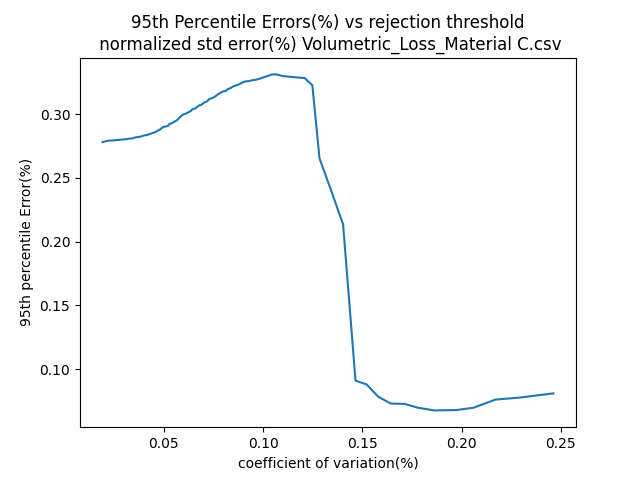 95th Percentile Errors(%) vs rejection threshold
normalized std error(%) Volumetric_Loss_Material C.csv
0.30
0.25
0.20
0.15
0.10
95th percentile Error(%)
0.05
0.10
0.15
0.20
0.25
coefficient of variation(%)